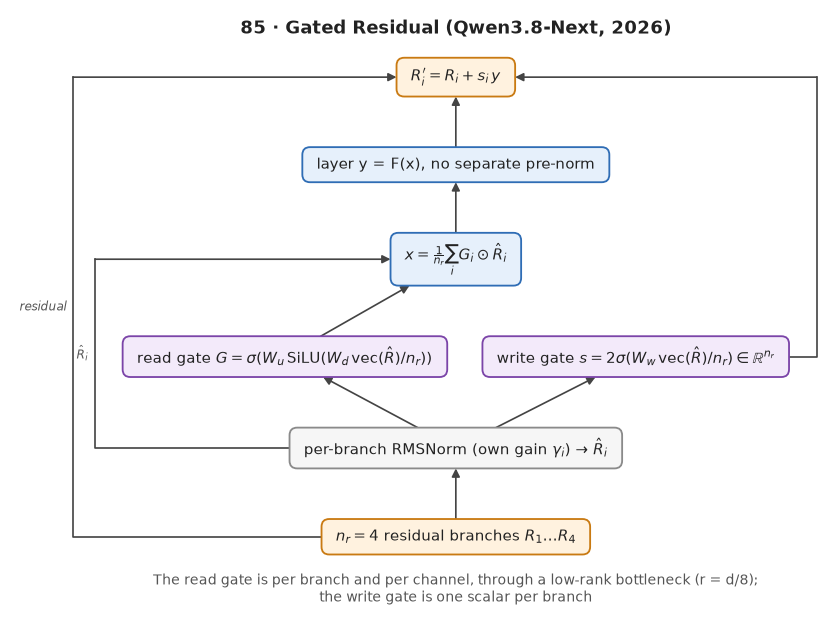 85 · Gated Residual (Qwen3.8-Next, 2026)
R′ᵢ = Rᵢ + sᵢ y
layer y = F(x), no separate pre-norm
x = 1/nᵣ ∑ᵢ Gᵢ ⊙ R̂ᵢ
residual
R̂ᵢ
read gate G = σ(W_u SiLU(W_d vec(R̂)/nᵣ))
write gate s = 2σ(W_w vec(R̂)/nᵣ) ∈ ℝ^{nᵣ}
per-branch RMSNorm (own gain γᵢ) → R̂ᵢ
nᵣ = 4 residual branches R₁…R₄
The read gate is per branch and per channel, through a low-rank bottleneck (r = d/8);
the write gate is one scalar per branch